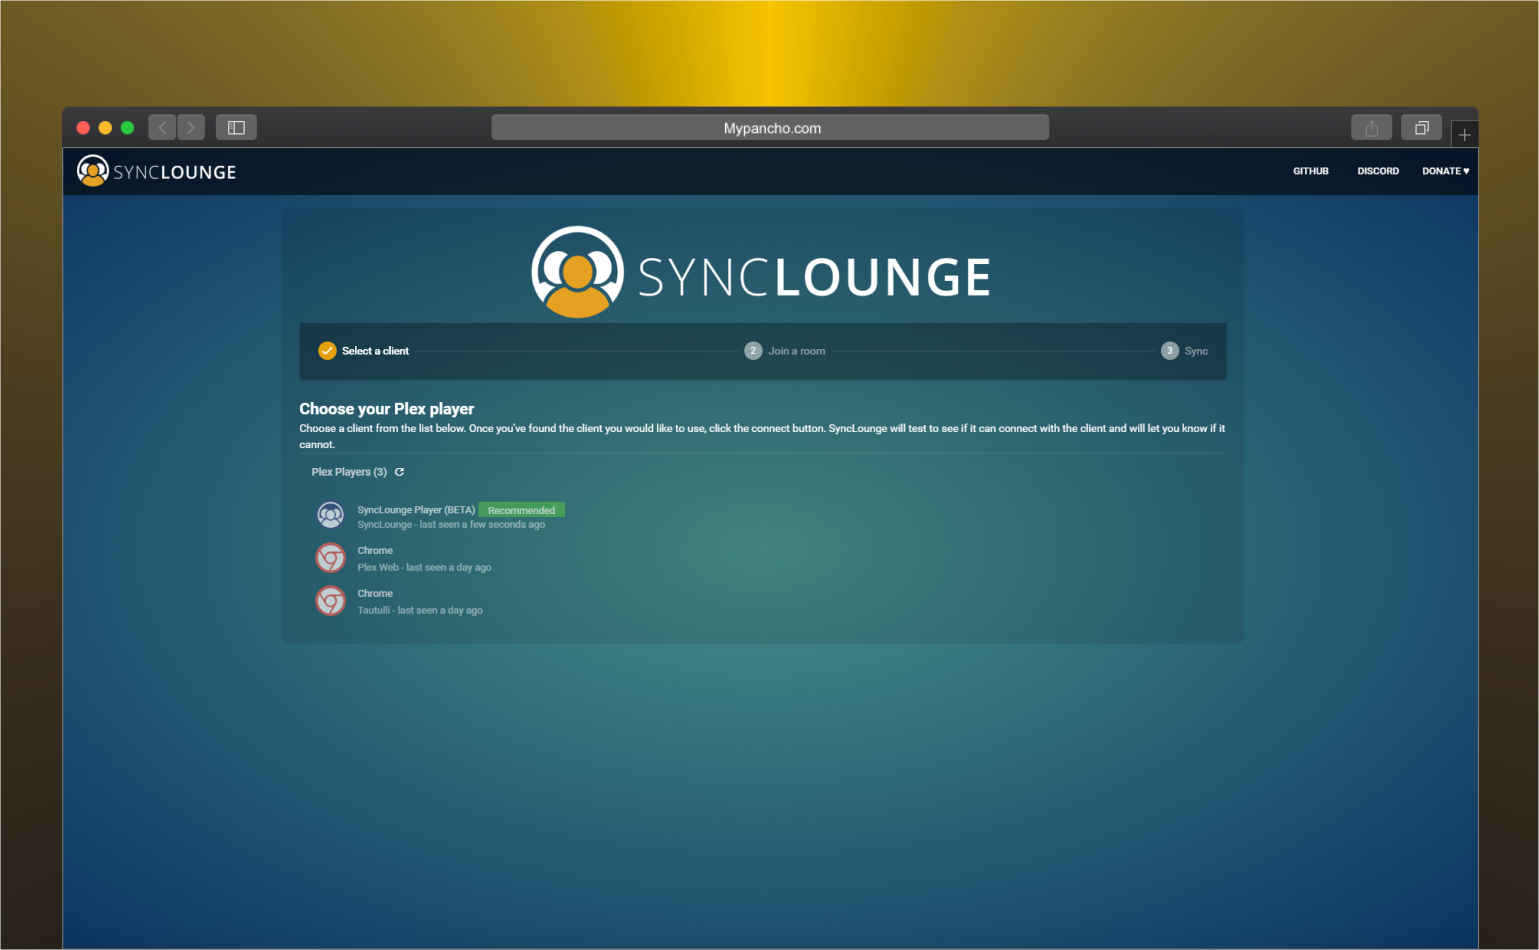 Mypancho.com
SYNCLOUNGE
GITHUB DISCORD DONATE ♥
SYNCLOUNGE
Select a client 2 Join a room 3 Sync
Choose your Plex player
Choose a client from the list below. Once you've found the client you would like to use, click the connect button. SyncLounge will test to see if it can connect with the client and will let you know if it
cannot.
Plex Players (3)
SyncLounge Player (BETA) Recommended
SyncLounge - last seen a few seconds ago
Chrome
Plex Web - last seen a day ago
Chrome
Tautulli - last seen a day ago